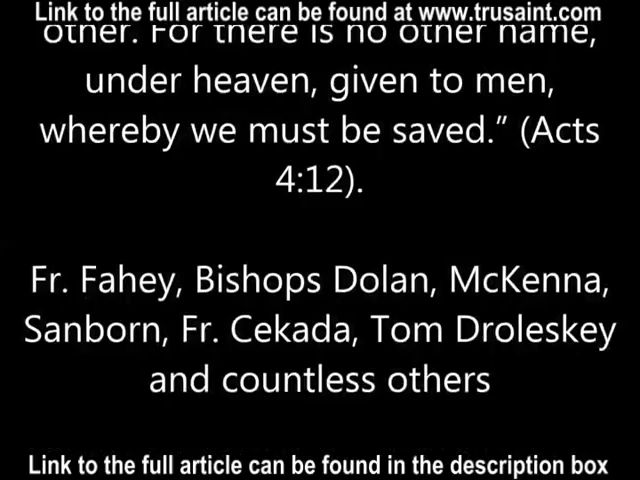 Link to the full article can be found at www.trusaint.com
other. For there is no other name,
under heaven, given to men,
whereby we must be saved.” (Acts
4:12).
Fr. Fahey, Bishops Dolan, McKenna,
Sanborn, Fr. Cekada, Tom Droleskey
and countless others
Link to the full article can be found in the description box